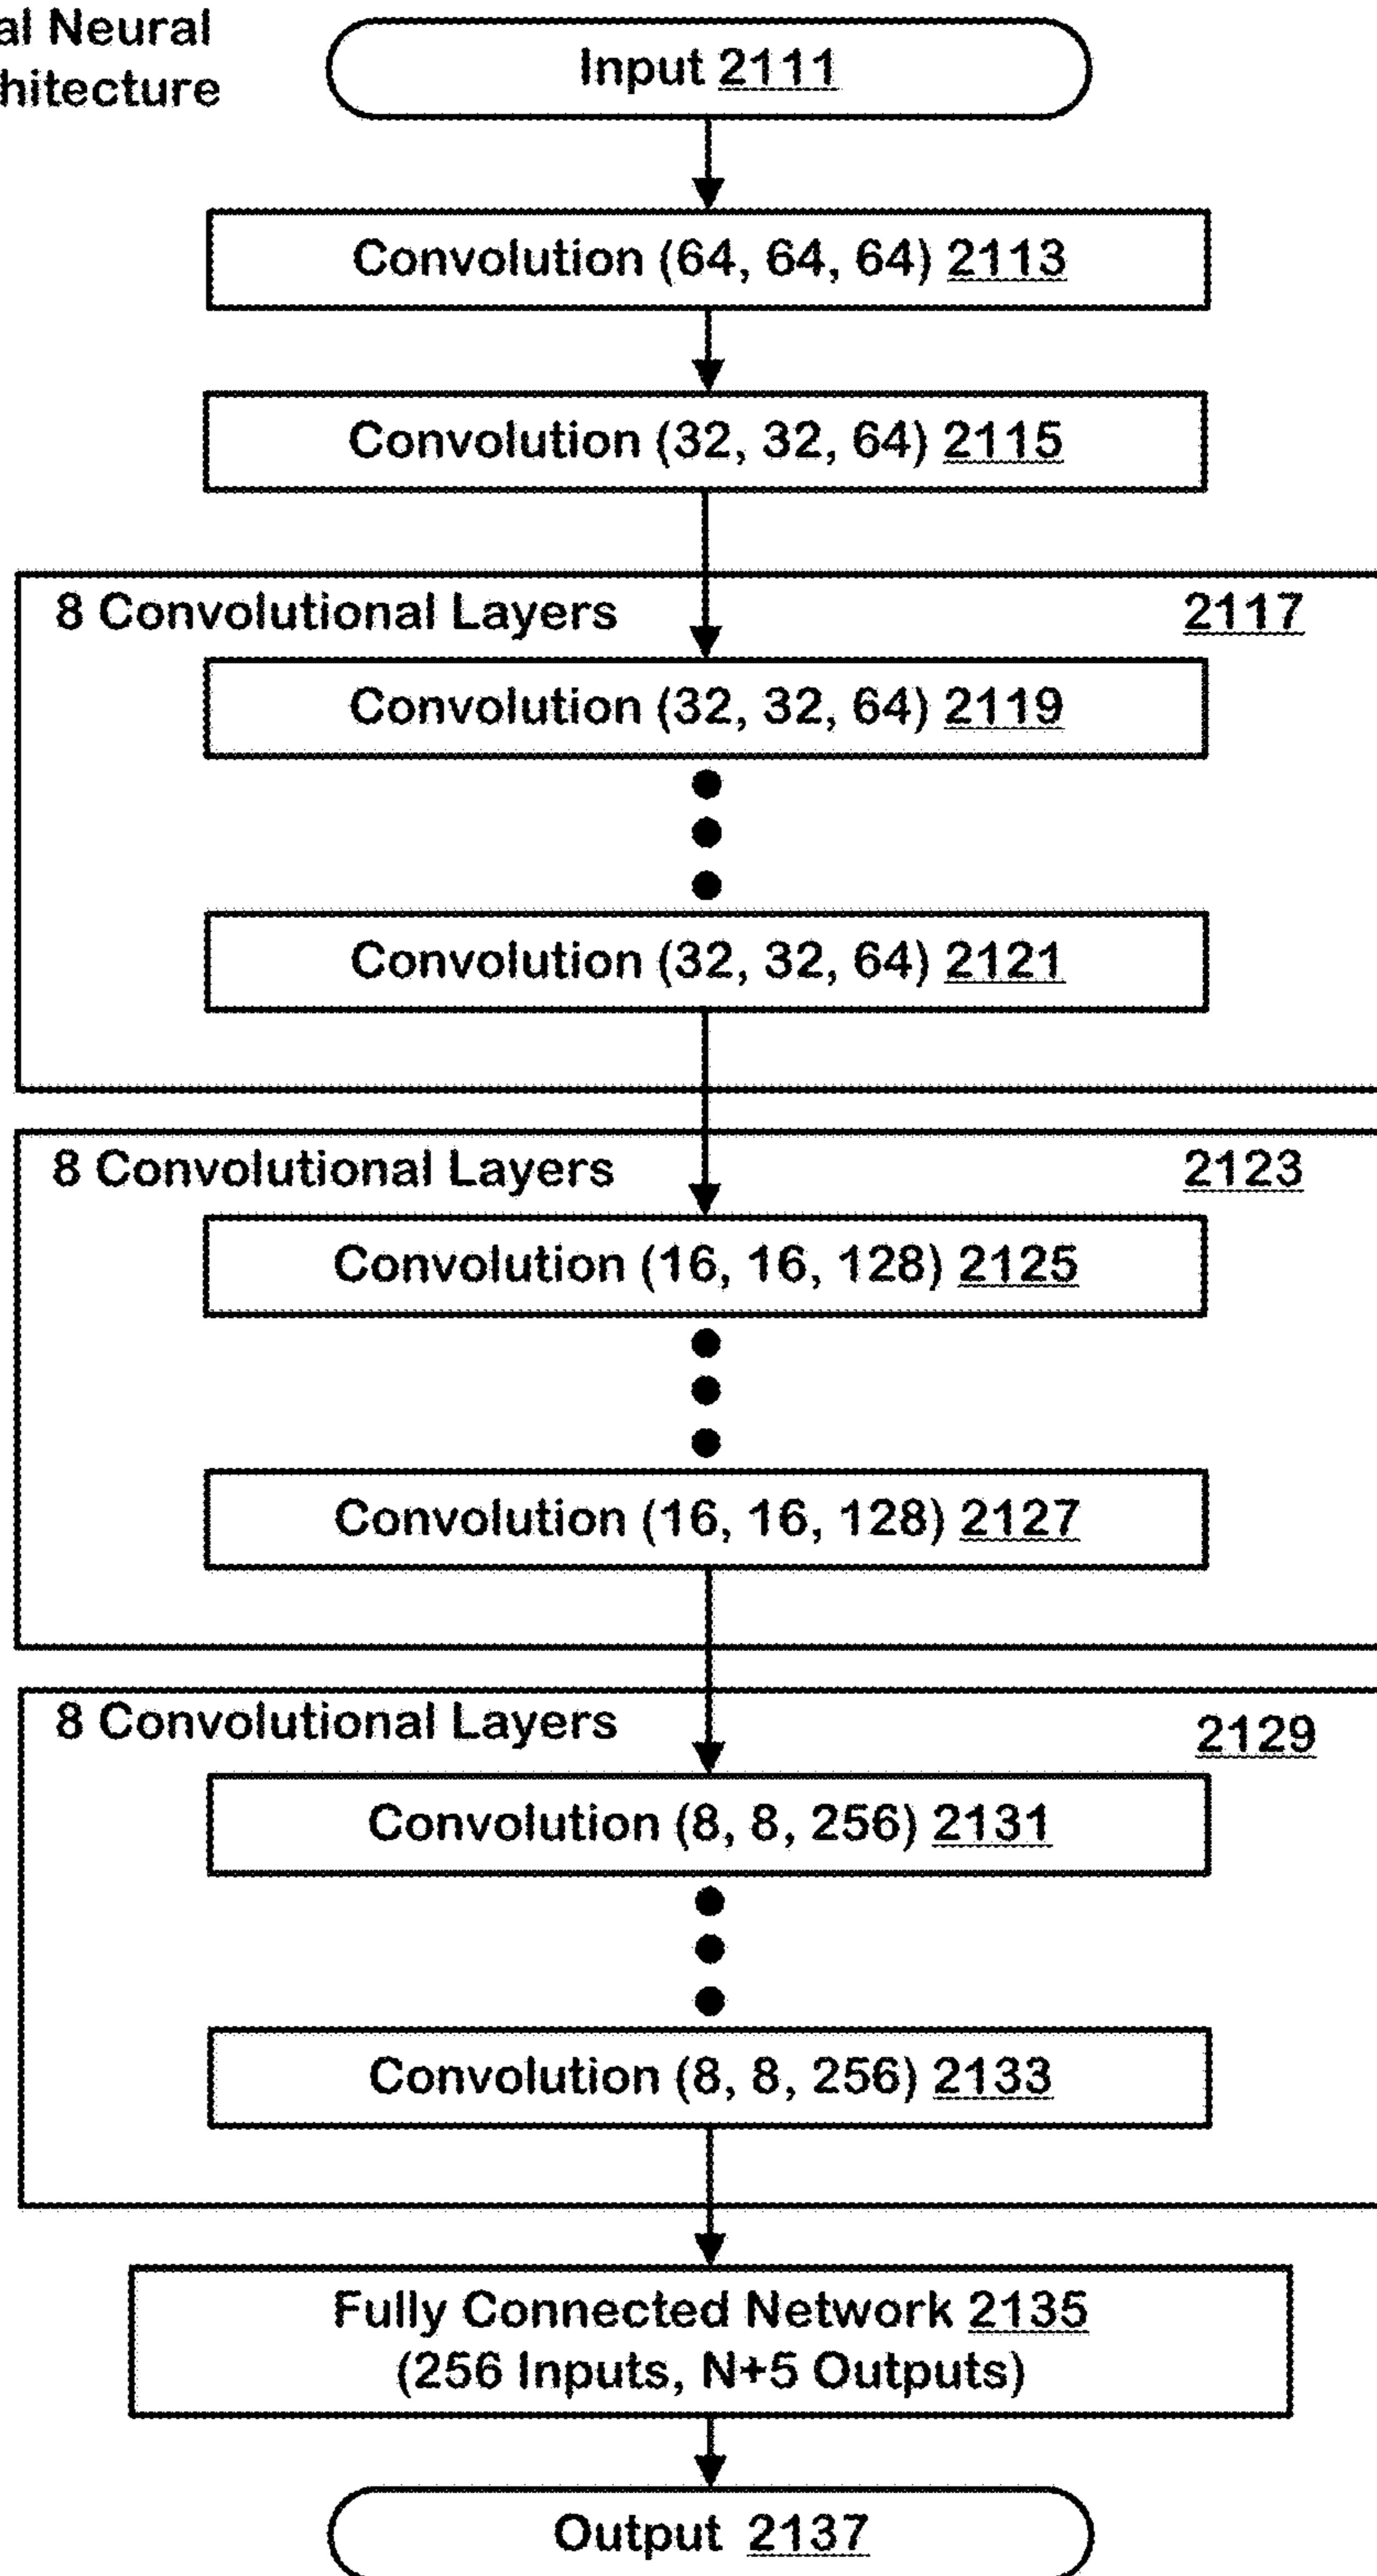 al Neural
hitecture
Input 2111
Convolution (64, 64, 64) 2113
Convolution (32, 32, 64) 2115
8 Convolutional Layers 2117
Convolution (32, 32, 64) 2119
Convolution (32, 32, 64) 2121
8 Convolutional Layers 2123
Convolution (16, 16, 128) 2125
Convolution (16, 16, 128) 2127
8 Convolutional Layers 2129
Convolution (8, 8, 256) 2131
Convolution (8, 8, 256) 2133
Fully Connected Network 2135
(256 Inputs, N+5 Outputs)
Output 2137